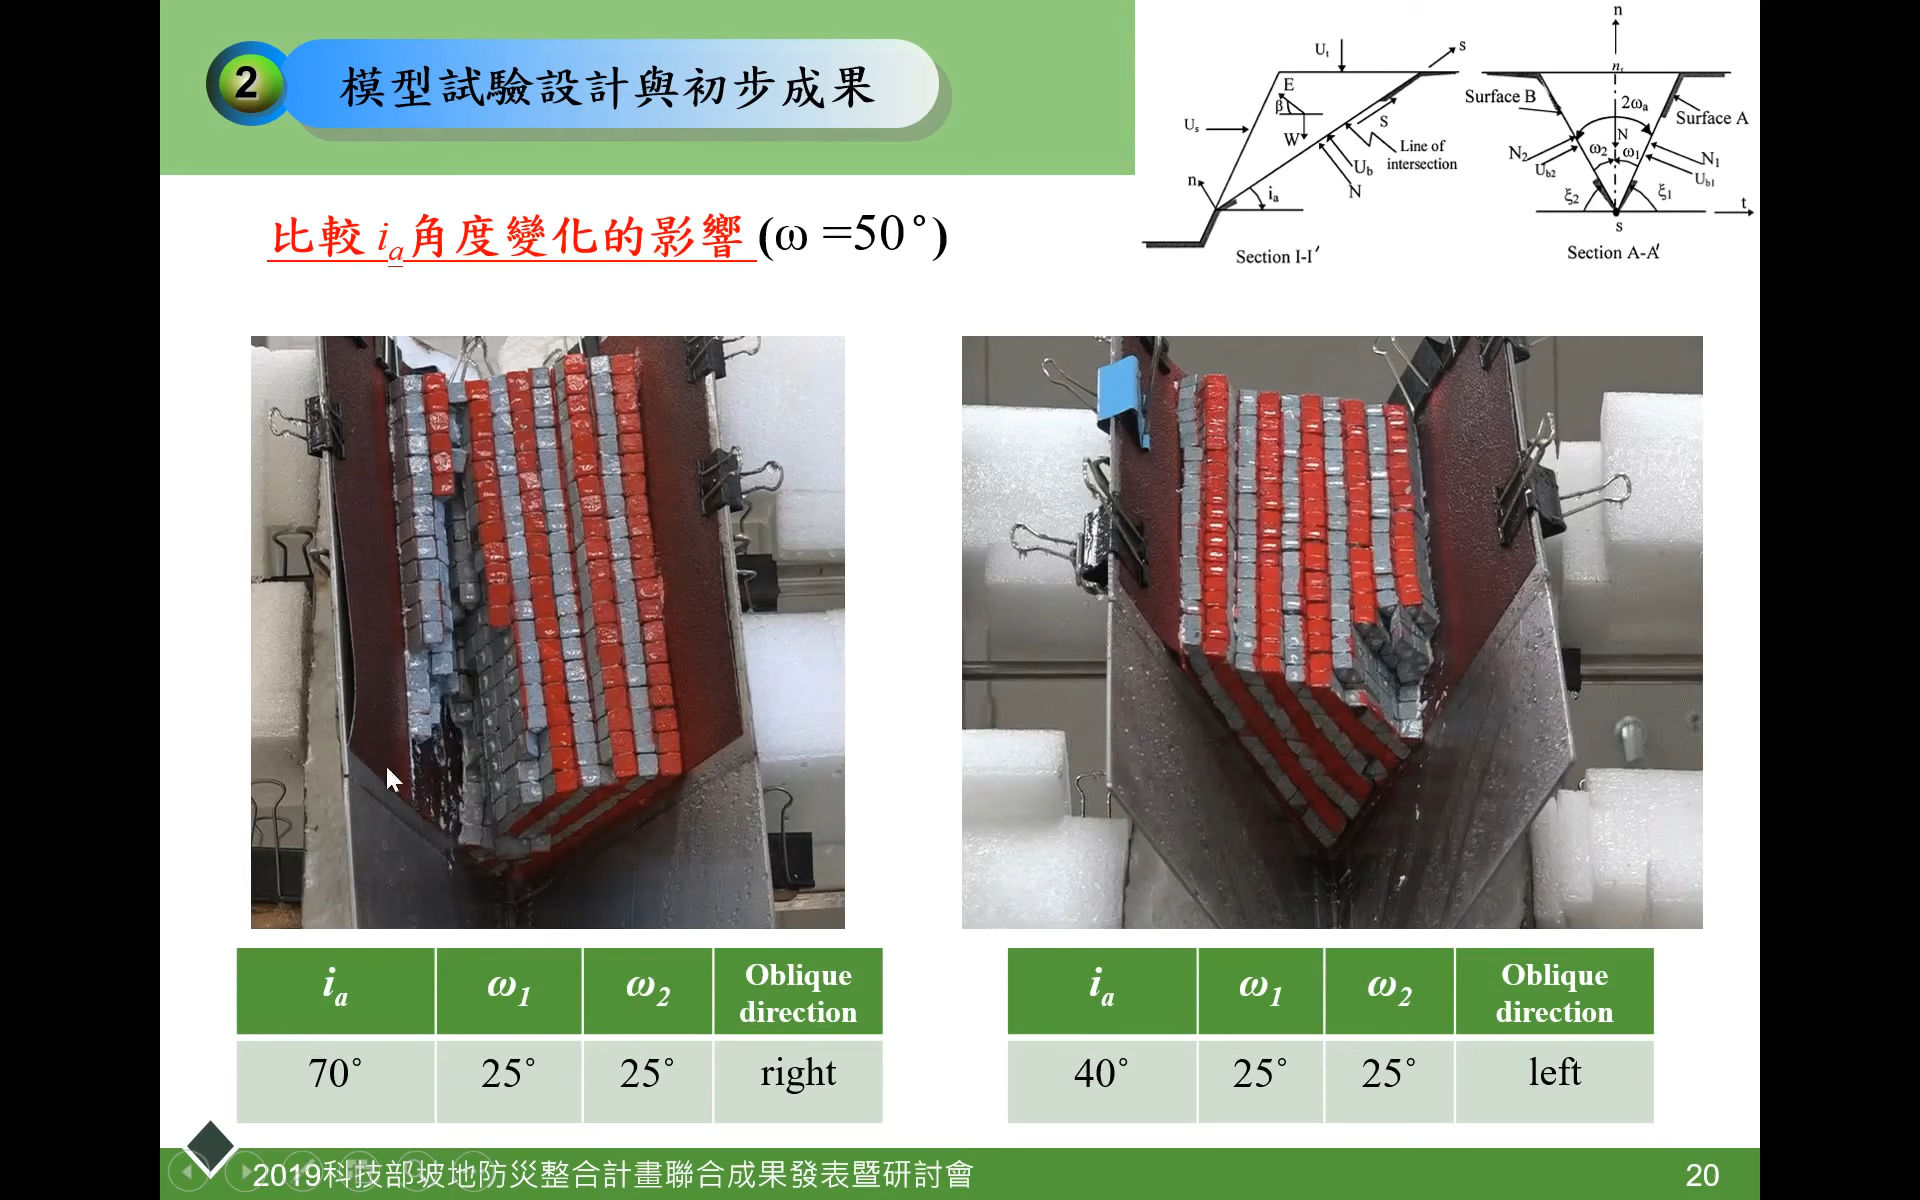 2
模型試驗設計與初步成果
比較 ia角度變化的影響 (ω =50°)
Ut
s
E
β
Us
W
S
Line of
intersection
Ub
n
ia
N
Section I-I′
n
ns
Surface B
2ωa
Surface A
N
N2
ω2
ω1
N1
Ub2
Ub1
ξ2
ξ1
t
s
Section A-A′
ia ω1 ω2 Oblique direction
70° 25° 25° right
ia ω1 ω2 Oblique direction
40° 25° 25° left
2019科技部坡地防災整合計畫聯合成果發表暨研討會
20